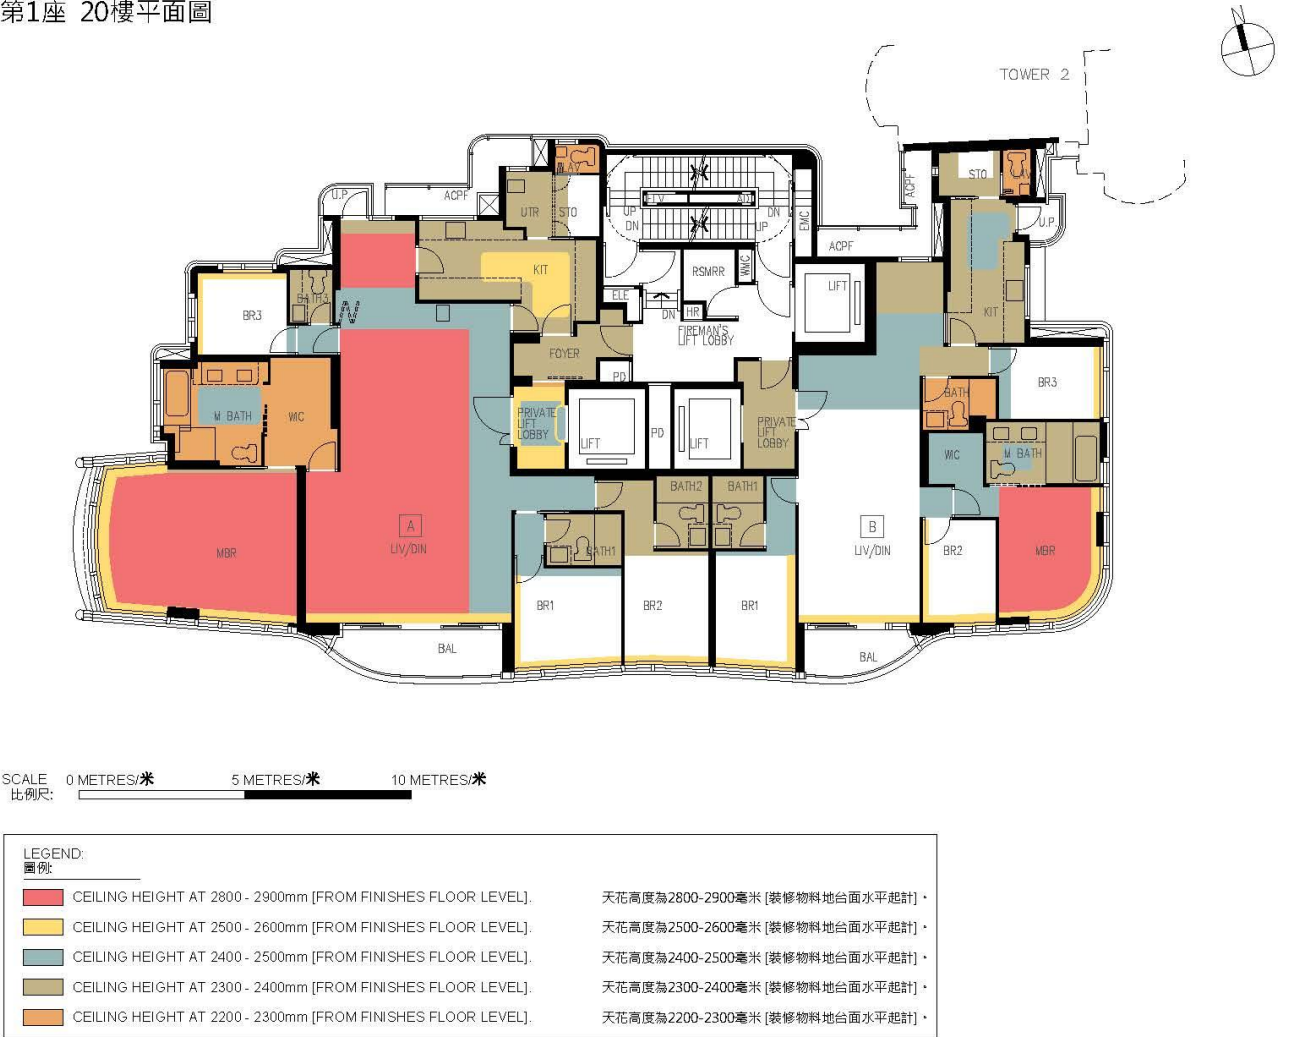 第1座 20樓平面圖
TOWER 2
U.P
ACPF
UTR
STO
KIT
UP
DN
DN
UP
EMC
ACPF
ACPF
STO
U.P
BR3
BATH3
ELE
RSMRR
WMC
HR
DN
FIREMAN'S
LIFT LOBBY
LIFT
KIT
FOYER
PD
M BATH
WIC
PRIVATE
LIFT
LOBBY
LIFT
PD
LIFT
PRIVATE
LIFT
LOBBY
BATH
BR3
WIC
M BATH
BATH2
BATH1
A
LIV/DIN
B
LIV/DIN
MBR
BATH1
BR2
MBR
BR1
BR2
BR1
BAL
BAL
SCALE 0 METRES/米 5 METRES/米 10 METRES/米
比例尺:
LEGEND:
圖例:
CEILING HEIGHT AT 2800 - 2900mm [FROM FINISHES FLOOR LEVEL]. 天花高度為2800-2900毫米 [裝修物料地台面水平起計]。
CEILING HEIGHT AT 2500 - 2600mm [FROM FINISHES FLOOR LEVEL]. 天花高度為2500-2600毫米 [裝修物料地台面水平起計]。
CEILING HEIGHT AT 2400 - 2500mm [FROM FINISHES FLOOR LEVEL]. 天花高度為2400-2500毫米 [裝修物料地台面水平起計]。
CEILING HEIGHT AT 2300 - 2400mm [FROM FINISHES FLOOR LEVEL]. 天花高度為2300-2400毫米 [裝修物料地台面水平起計]。
CEILING HEIGHT AT 2200 - 2300mm [FROM FINISHES FLOOR LEVEL]. 天花高度為2200-2300毫米 [裝修物料地台面水平起計]。